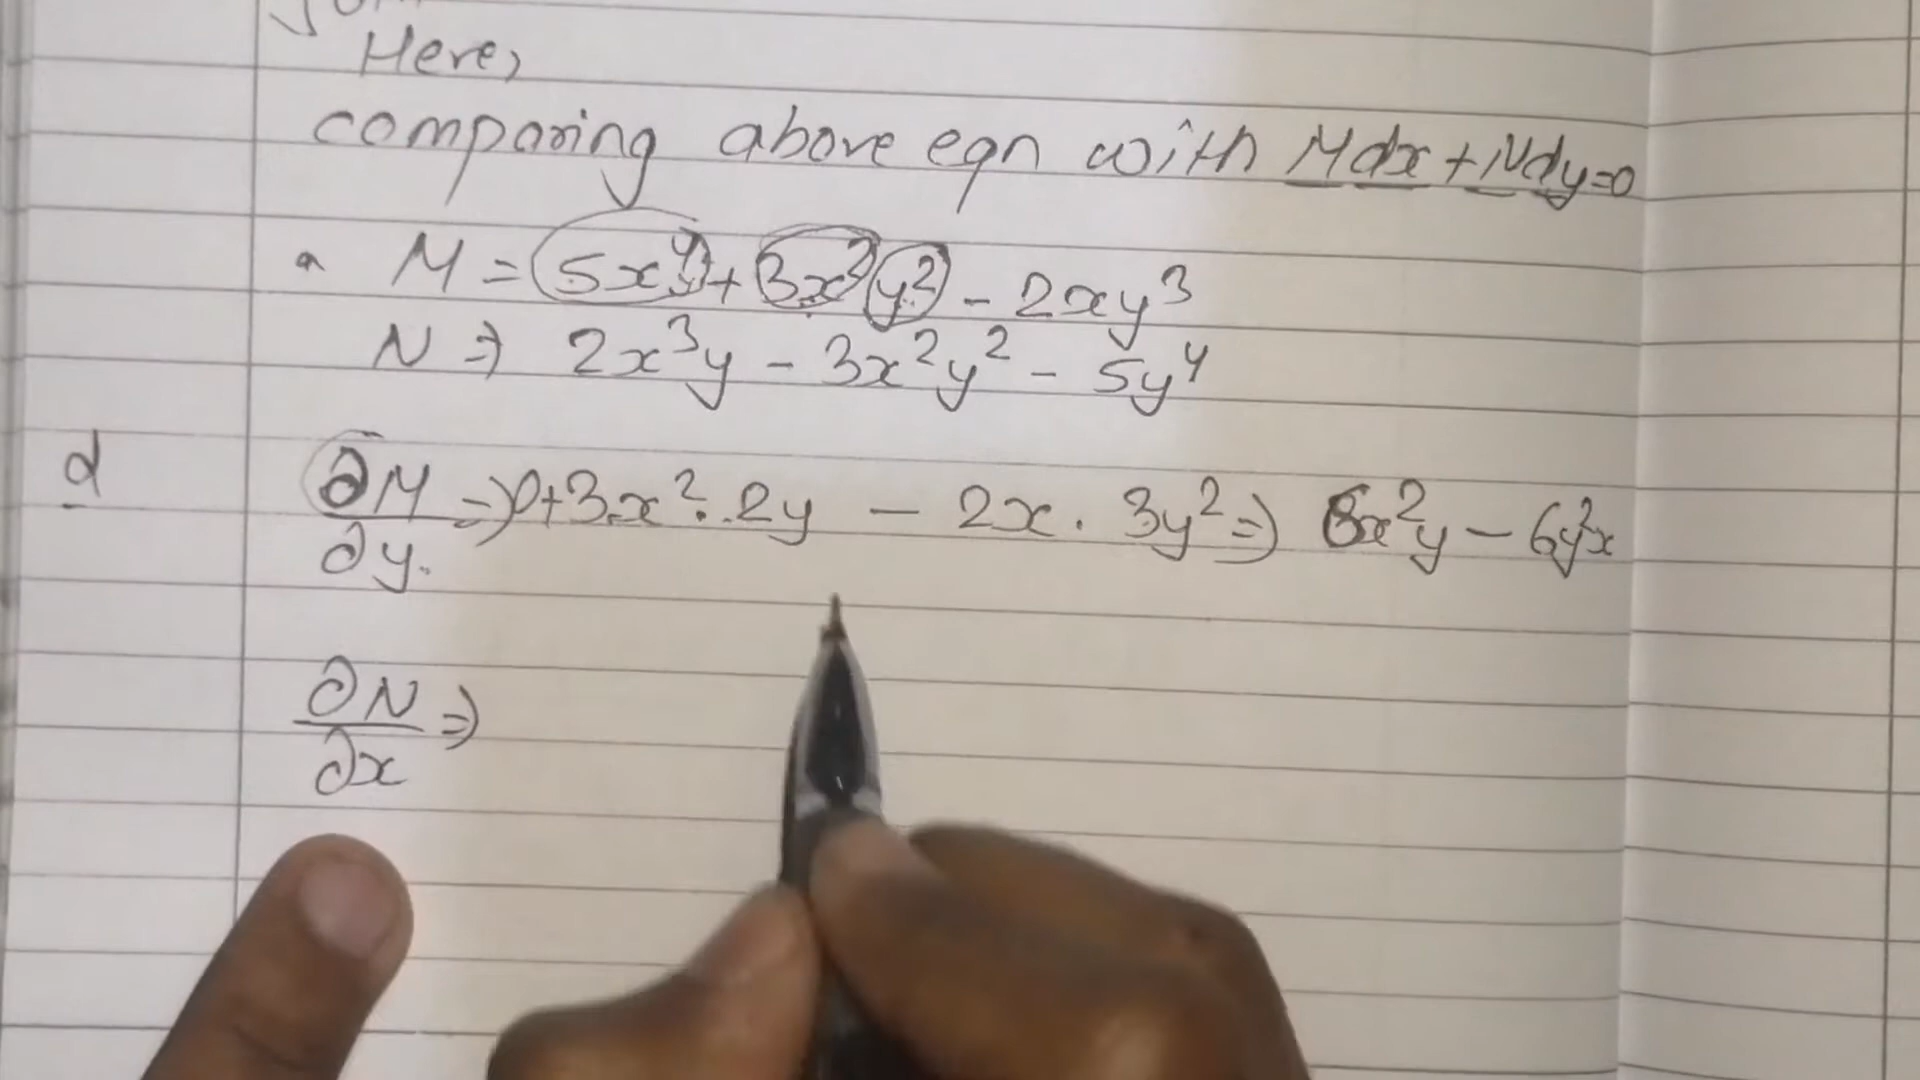 Here,
comparing above eqn with Mdx + Ndy=0
M = 5x⁴ + 3x²y² - 2xy³
N ⇒ 2x³y - 3x²y² - 5y⁴
d
∂M/∂y ⇒ 0+3x². 2y - 2x . 3y² ⇒ 6x²y - 6y²x
∂N/∂x ⇒